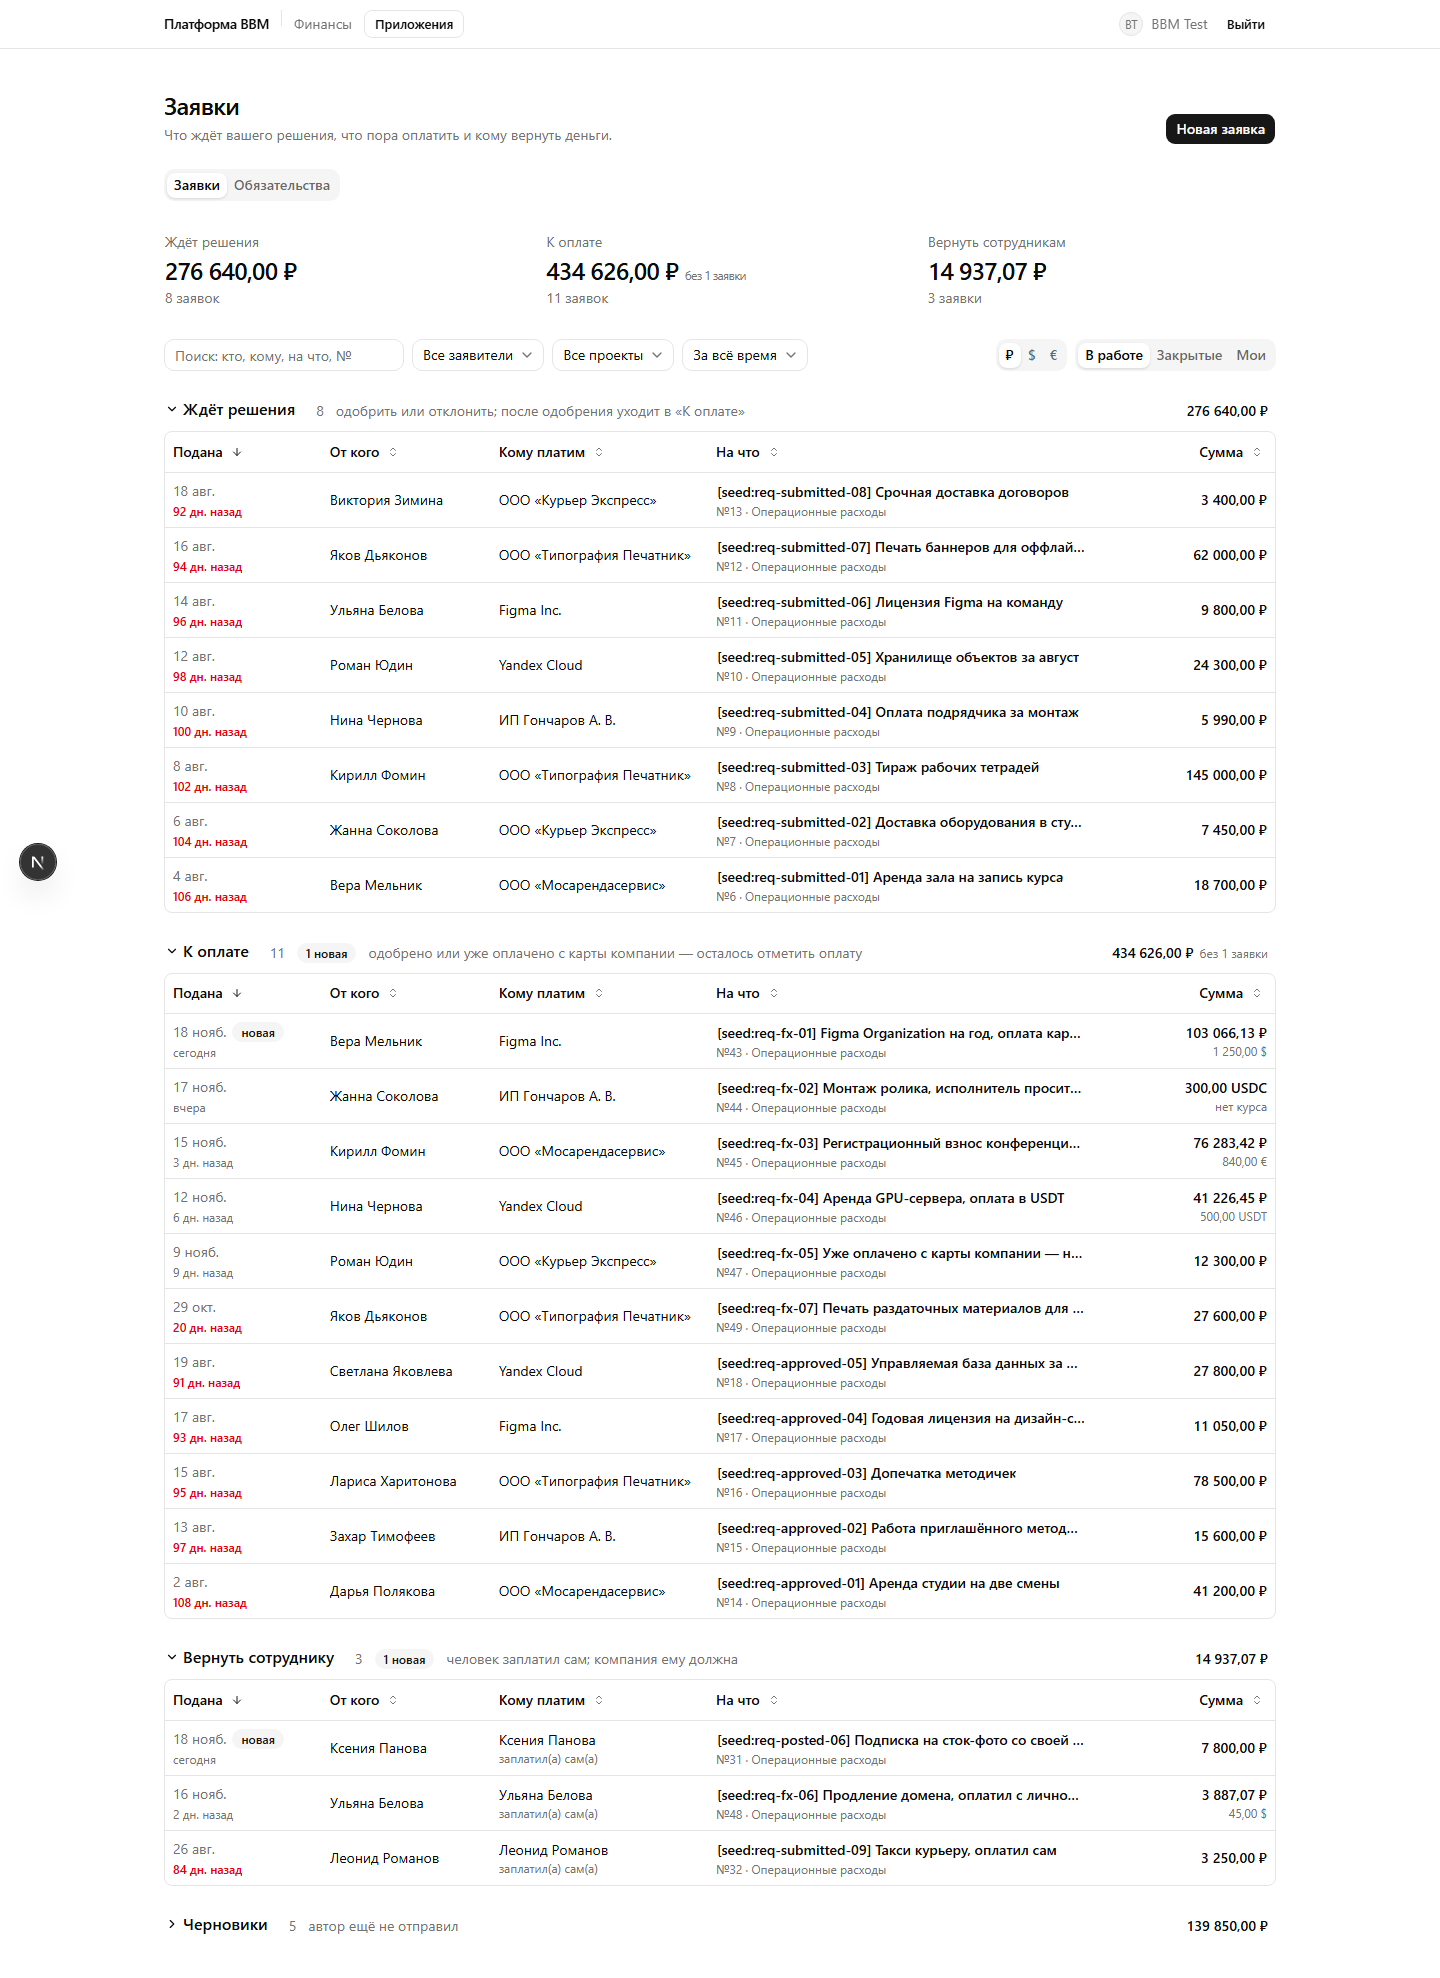 Платформа BBM Финансы Приложения BT BBM Test Выйти
Заявки
Что ждёт вашего решения, что пора оплатить и кому вернуть деньги.
Новая заявка
Заявки Обязательства
Ждёт решения К оплате Вернуть сотрудникам
276 640,00 ₽ 434 626,00 ₽ без 1 заявки 14 937,07 ₽
8 заявок 11 заявок 3 заявки
Поиск: кто, кому, на что, № Все заявители Все проекты За всё время ₽ $ € В работе Закрытые Мои
Ждёт решения 8 одобрить или отклонить; после одобрения уходит в «К оплате» 276 640,00 ₽
Подана От кого Кому платим На что Сумма
18 авг. Виктория Зимина ООО «Курьер Экспресс» [seed:req-submitted-08] Срочная доставка договоров 3 400,00 ₽
92 дн. назад №13 · Операционные расходы
16 авг. Яков Дьяконов ООО «Типография Печатник» [seed:req-submitted-07] Печать баннеров для оффлай... 62 000,00 ₽
94 дн. назад №12 · Операционные расходы
14 авг. Ульяна Белова Figma Inc. [seed:req-submitted-06] Лицензия Figma на команду 9 800,00 ₽
96 дн. назад №11 · Операционные расходы
12 авг. Роман Юдин Yandex Cloud [seed:req-submitted-05] Хранилище объектов за август 24 300,00 ₽
98 дн. назад №10 · Операционные расходы
10 авг. Нина Чернова ИП Гончаров А. В. [seed:req-submitted-04] Оплата подрядчика за монтаж 5 990,00 ₽
100 дн. назад №9 · Операционные расходы
8 авг. Кирилл Фомин ООО «Типография Печатник» [seed:req-submitted-03] Тираж рабочих тетрадей 145 000,00 ₽
102 дн. назад №8 · Операционные расходы
6 авг. Жанна Соколова ООО «Курьер Экспресс» [seed:req-submitted-02] Доставка оборудования в сту... 7 450,00 ₽
104 дн. назад №7 · Операционные расходы
4 авг. Вера Мельник ООО «Мосарендасервис» [seed:req-submitted-01] Аренда зала на запись курса 18 700,00 ₽
106 дн. назад №6 · Операционные расходы
N
К оплате 11 1 новая одобрено или уже оплачено с карты компании — осталось отметить оплату 434 626,00 ₽ без 1 заявки
Подана От кого Кому платим На что Сумма
18 нояб. новая Вера Мельник Figma Inc. [seed:req-fx-01] Figma Organization на год, оплата кар... 103 066,13 ₽
сегодня №43 · Операционные расходы 1 250,00 $
17 нояб. Жанна Соколова ИП Гончаров А. В. [seed:req-fx-02] Монтаж ролика, исполнитель просит... 300,00 USDC
вчера №44 · Операционные расходы нет курса
15 нояб. Кирилл Фомин ООО «Мосарендасервис» [seed:req-fx-03] Регистрационный взнос конференци... 76 283,42 ₽
3 дн. назад №45 · Операционные расходы 840,00 €
12 нояб. Нина Чернова Yandex Cloud [seed:req-fx-04] Аренда GPU-сервера, оплата в USDT 41 226,45 ₽
6 дн. назад №46 · Операционные расходы 500,00 USDT
9 нояб. Роман Юдин ООО «Курьер Экспресс» [seed:req-fx-05] Уже оплачено с карты компании — н... 12 300,00 ₽
9 дн. назад №47 · Операционные расходы
29 окт. Яков Дьяконов ООО «Типография Печатник» [seed:req-fx-07] Печать раздаточных материалов для ... 27 600,00 ₽
20 дн. назад №49 · Операционные расходы
19 авг. Светлана Яковлева Yandex Cloud [seed:req-approved-05] Управляемая база данных за ... 27 800,00 ₽
91 дн. назад №18 · Операционные расходы
17 авг. Олег Шилов Figma Inc. [seed:req-approved-04] Годовая лицензия на дизайн-с... 11 050,00 ₽
93 дн. назад №17 · Операционные расходы
15 авг. Лариса Харитонова ООО «Типография Печатник» [seed:req-approved-03] Допечатка методичек 78 500,00 ₽
95 дн. назад №16 · Операционные расходы
13 авг. Захар Тимофеев ИП Гончаров А. В. [seed:req-approved-02] Работа приглашённого метод... 15 600,00 ₽
97 дн. назад №15 · Операционные расходы
2 авг. Дарья Полякова ООО «Мосарендасервис» [seed:req-approved-01] Аренда студии на две смены 41 200,00 ₽
108 дн. назад №14 · Операционные расходы
Вернуть сотруднику 3 1 новая человек заплатил сам; компания ему должна 14 937,07 ₽
Подана От кого Кому платим На что Сумма
18 нояб. новая Ксения Панова Ксения Панова [seed:req-posted-06] Подписка на сток-фото со своей ... 7 800,00 ₽
сегодня заплатил(а) сам(а) №31 · Операционные расходы
16 нояб. Ульяна Белова Ульяна Белова [seed:req-fx-06] Продление домена, оплатил с лично... 3 887,07 ₽
2 дн. назад заплатил(а) сам(а) №48 · Операционные расходы 45,00 $
26 авг. Леонид Романов Леонид Романов [seed:req-submitted-09] Такси курьеру, оплатил сам 3 250,00 ₽
84 дн. назад заплатил(а) сам(а) №32 · Операционные расходы
Черновики 5 автор ещё не отправил 139 850,00 ₽